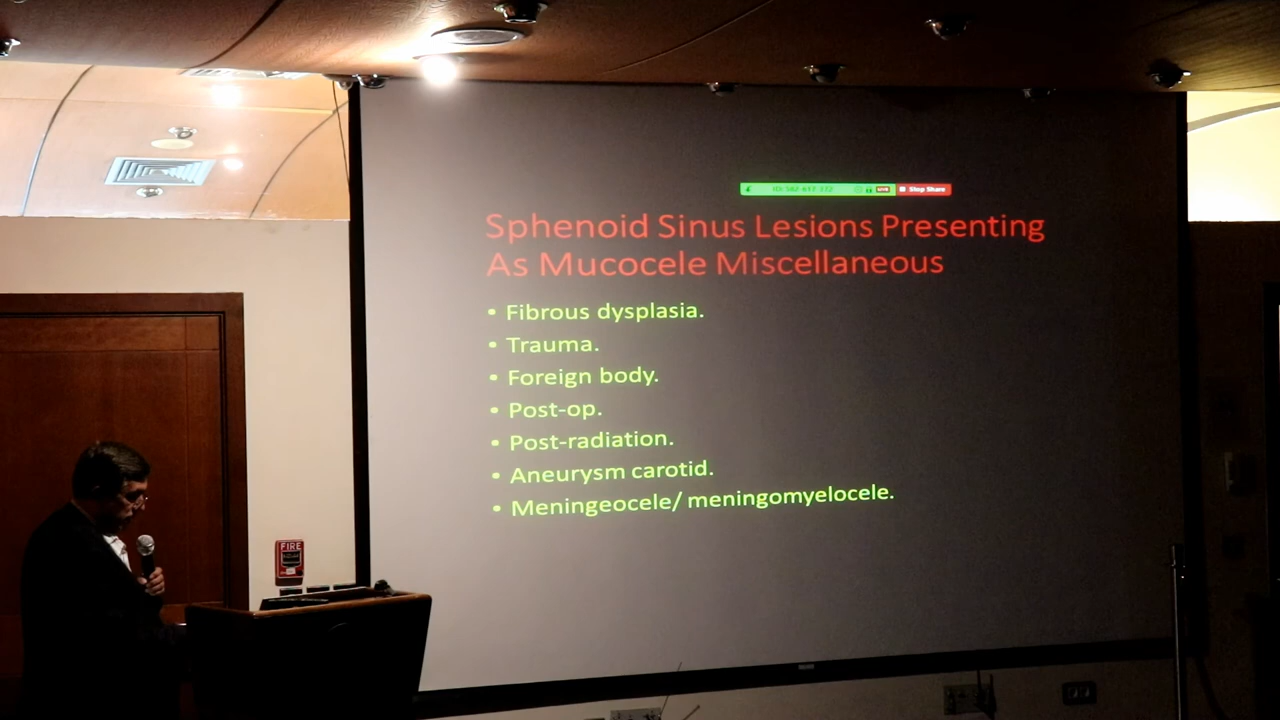 Stop Share
Sphenoid Sinus Lesions Presenting
As Mucocele Miscellaneous
• Fibrous dysplasia.
• Trauma.
• Foreign body.
• Post-op.
• Post-radiation.
• Aneurysm carotid.
• Meningeocele/ meningomyelocele.
FIRE